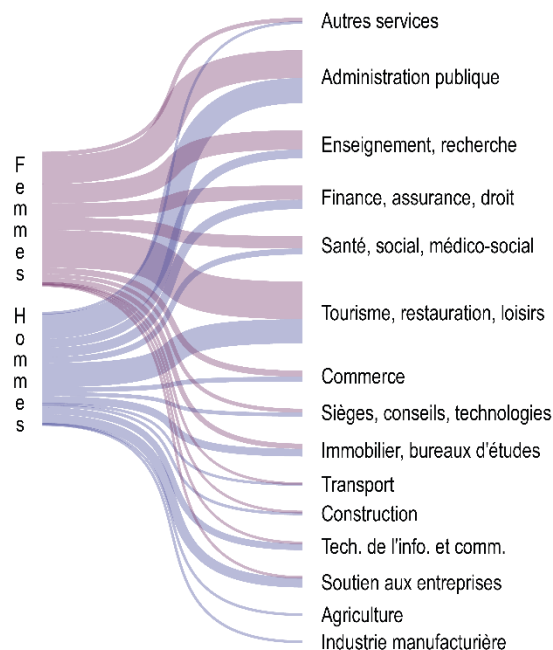 Femmes
Hommes
Autres services
Administration publique
Enseignement, recherche
Finance, assurance, droit
Santé, social, médico-social
Tourisme, restauration, loisirs
Commerce
Sièges, conseils, technologies
Immobilier, bureaux d'études
Transport
Construction
Tech. de l'info. et comm.
Soutien aux entreprises
Agriculture
Industrie manufacturière